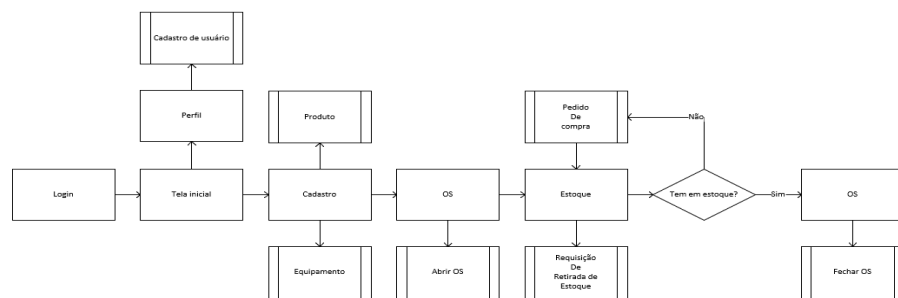 Cadastro de usuário
Perfil
Produto
Pedido
De
compra
Não
Login
Tela inicial
Cadastro
OS
Estoque
Tem em estoque?
Sim
OS
Equipamento
Abrir OS
Requisição
De
Retirada de
Estoque
Fechar OS